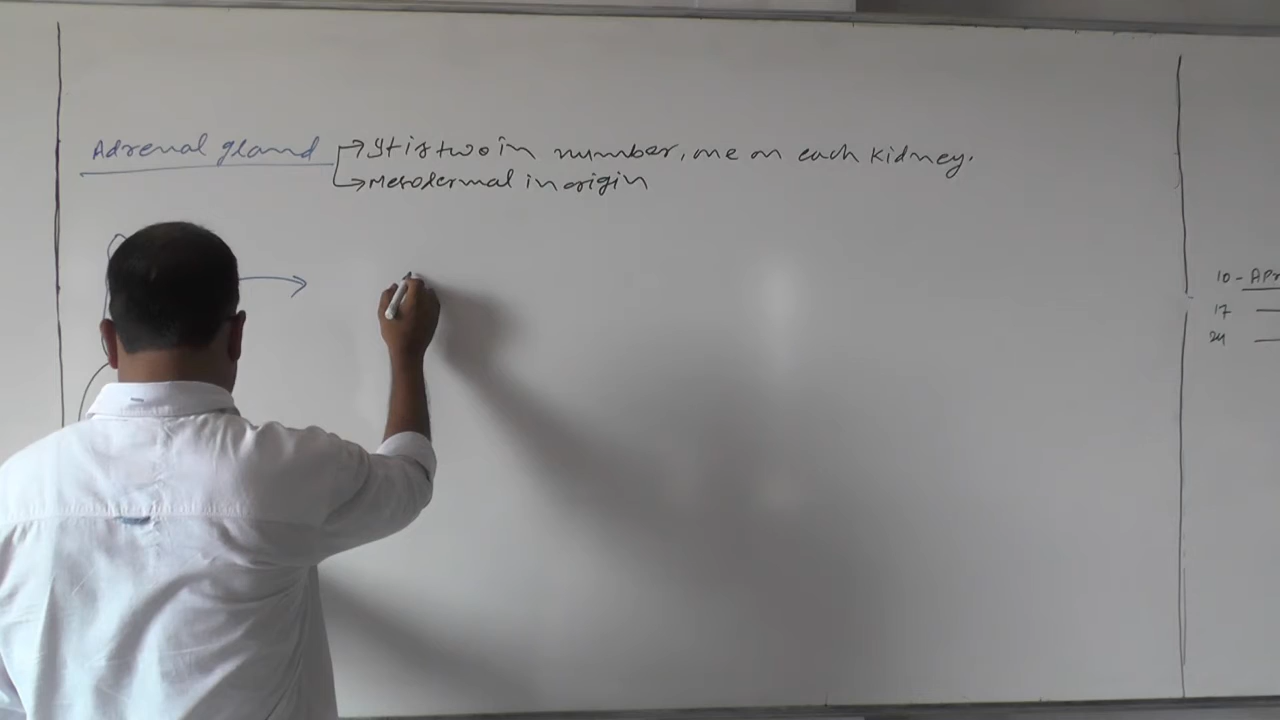 Adrenal gland → It is two in number, one on each kidney.
→ Mesodermal in origin
10 - Apr
17 —
24 —